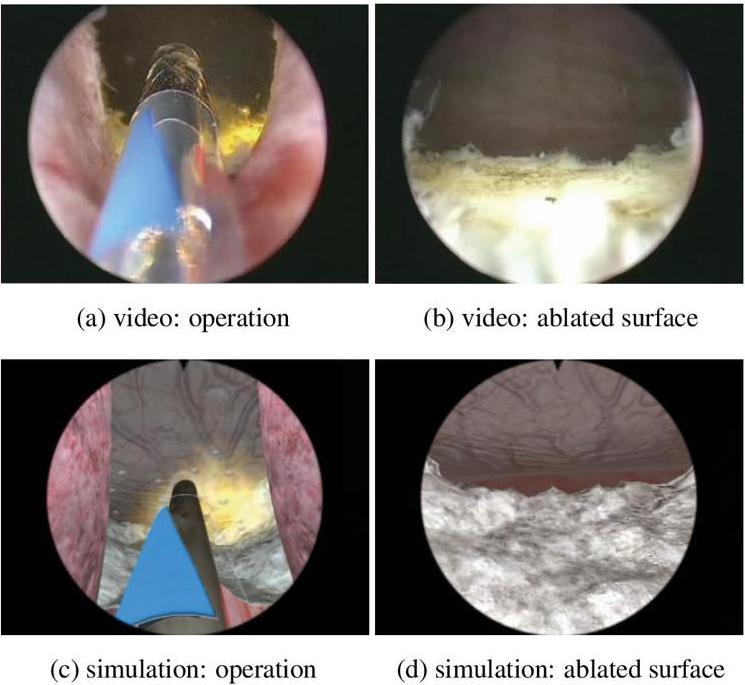 (a) video: operation
(b) video: ablated surface
(c) simulation: operation
(d) simulation: ablated surface